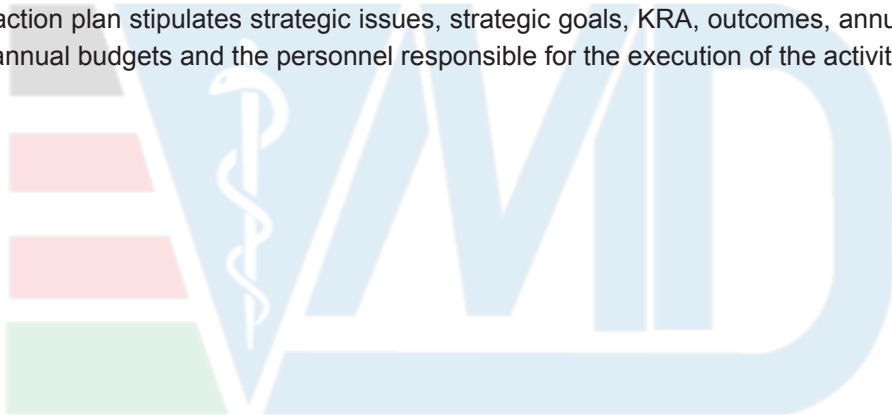 action plan stipulates strategic issues, strategic goals, KRA, outcomes, annu
annual budgets and the personnel responsible for the execution of the activit
VMD